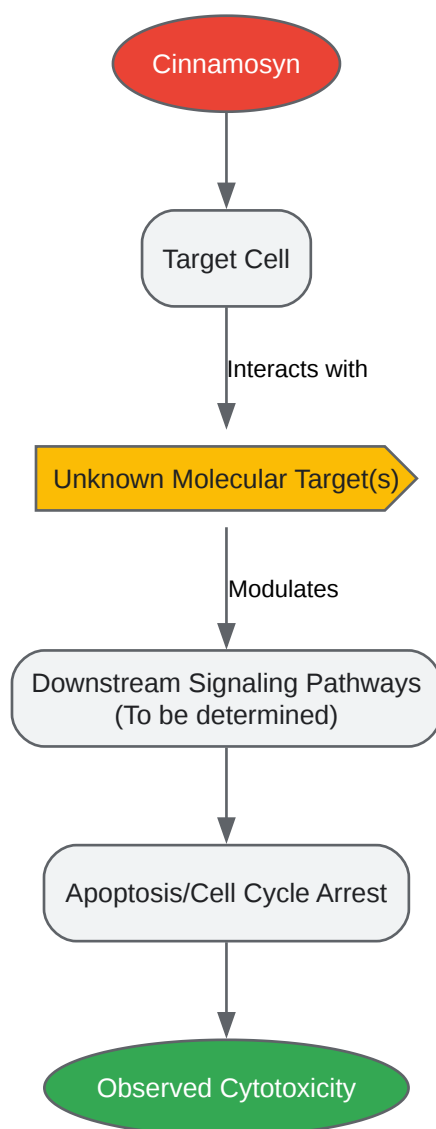 Cinnamosyn
Target Cell
Interacts with
Unknown Molecular Target(s)
Modulates
Downstream Signaling Pathways
(To be determined)
Apoptosis/Cell Cycle Arrest
Observed Cytotoxicity